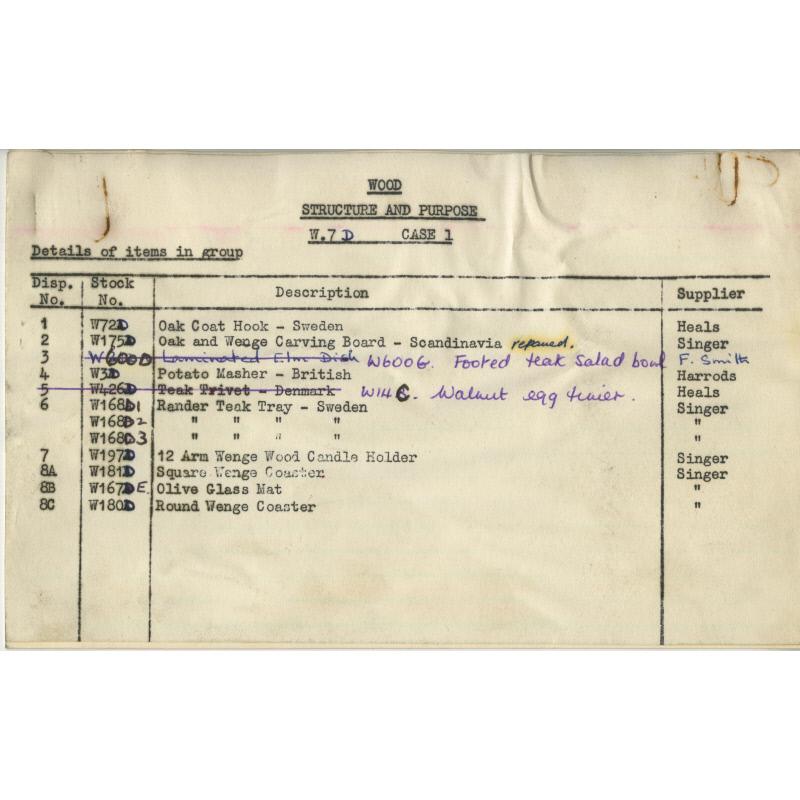 WOOD
STRUCTURE AND PURPOSE
W.7D CASE 1
Details of items in group
Disp. No. Stock No. Description Supplier
1 W72D Oak Coat Hook - Sweden Heals
2 W175D Oak and Wenge Carving Board - Scandinavia Singer
3 W600D Laminated Elm Dish W600G. Footed teak salad bowl F. Smith
4 W3D Potato Masher - British Harrods
5 W426D Teak Trivet - Denmark W14C. Walnut egg timer. Heals
6 W168D1 Rander Teak Tray - Sweden Singer
W168D2 " " " " "
W168D3 " " " " "
7 W197D 12 Arm Wenge Wood Candle Holder Singer
8A W181D Square Wenge Coaster Singer
8B W167DE Olive Glass Mat "
8C W180D Round Wenge Coaster "